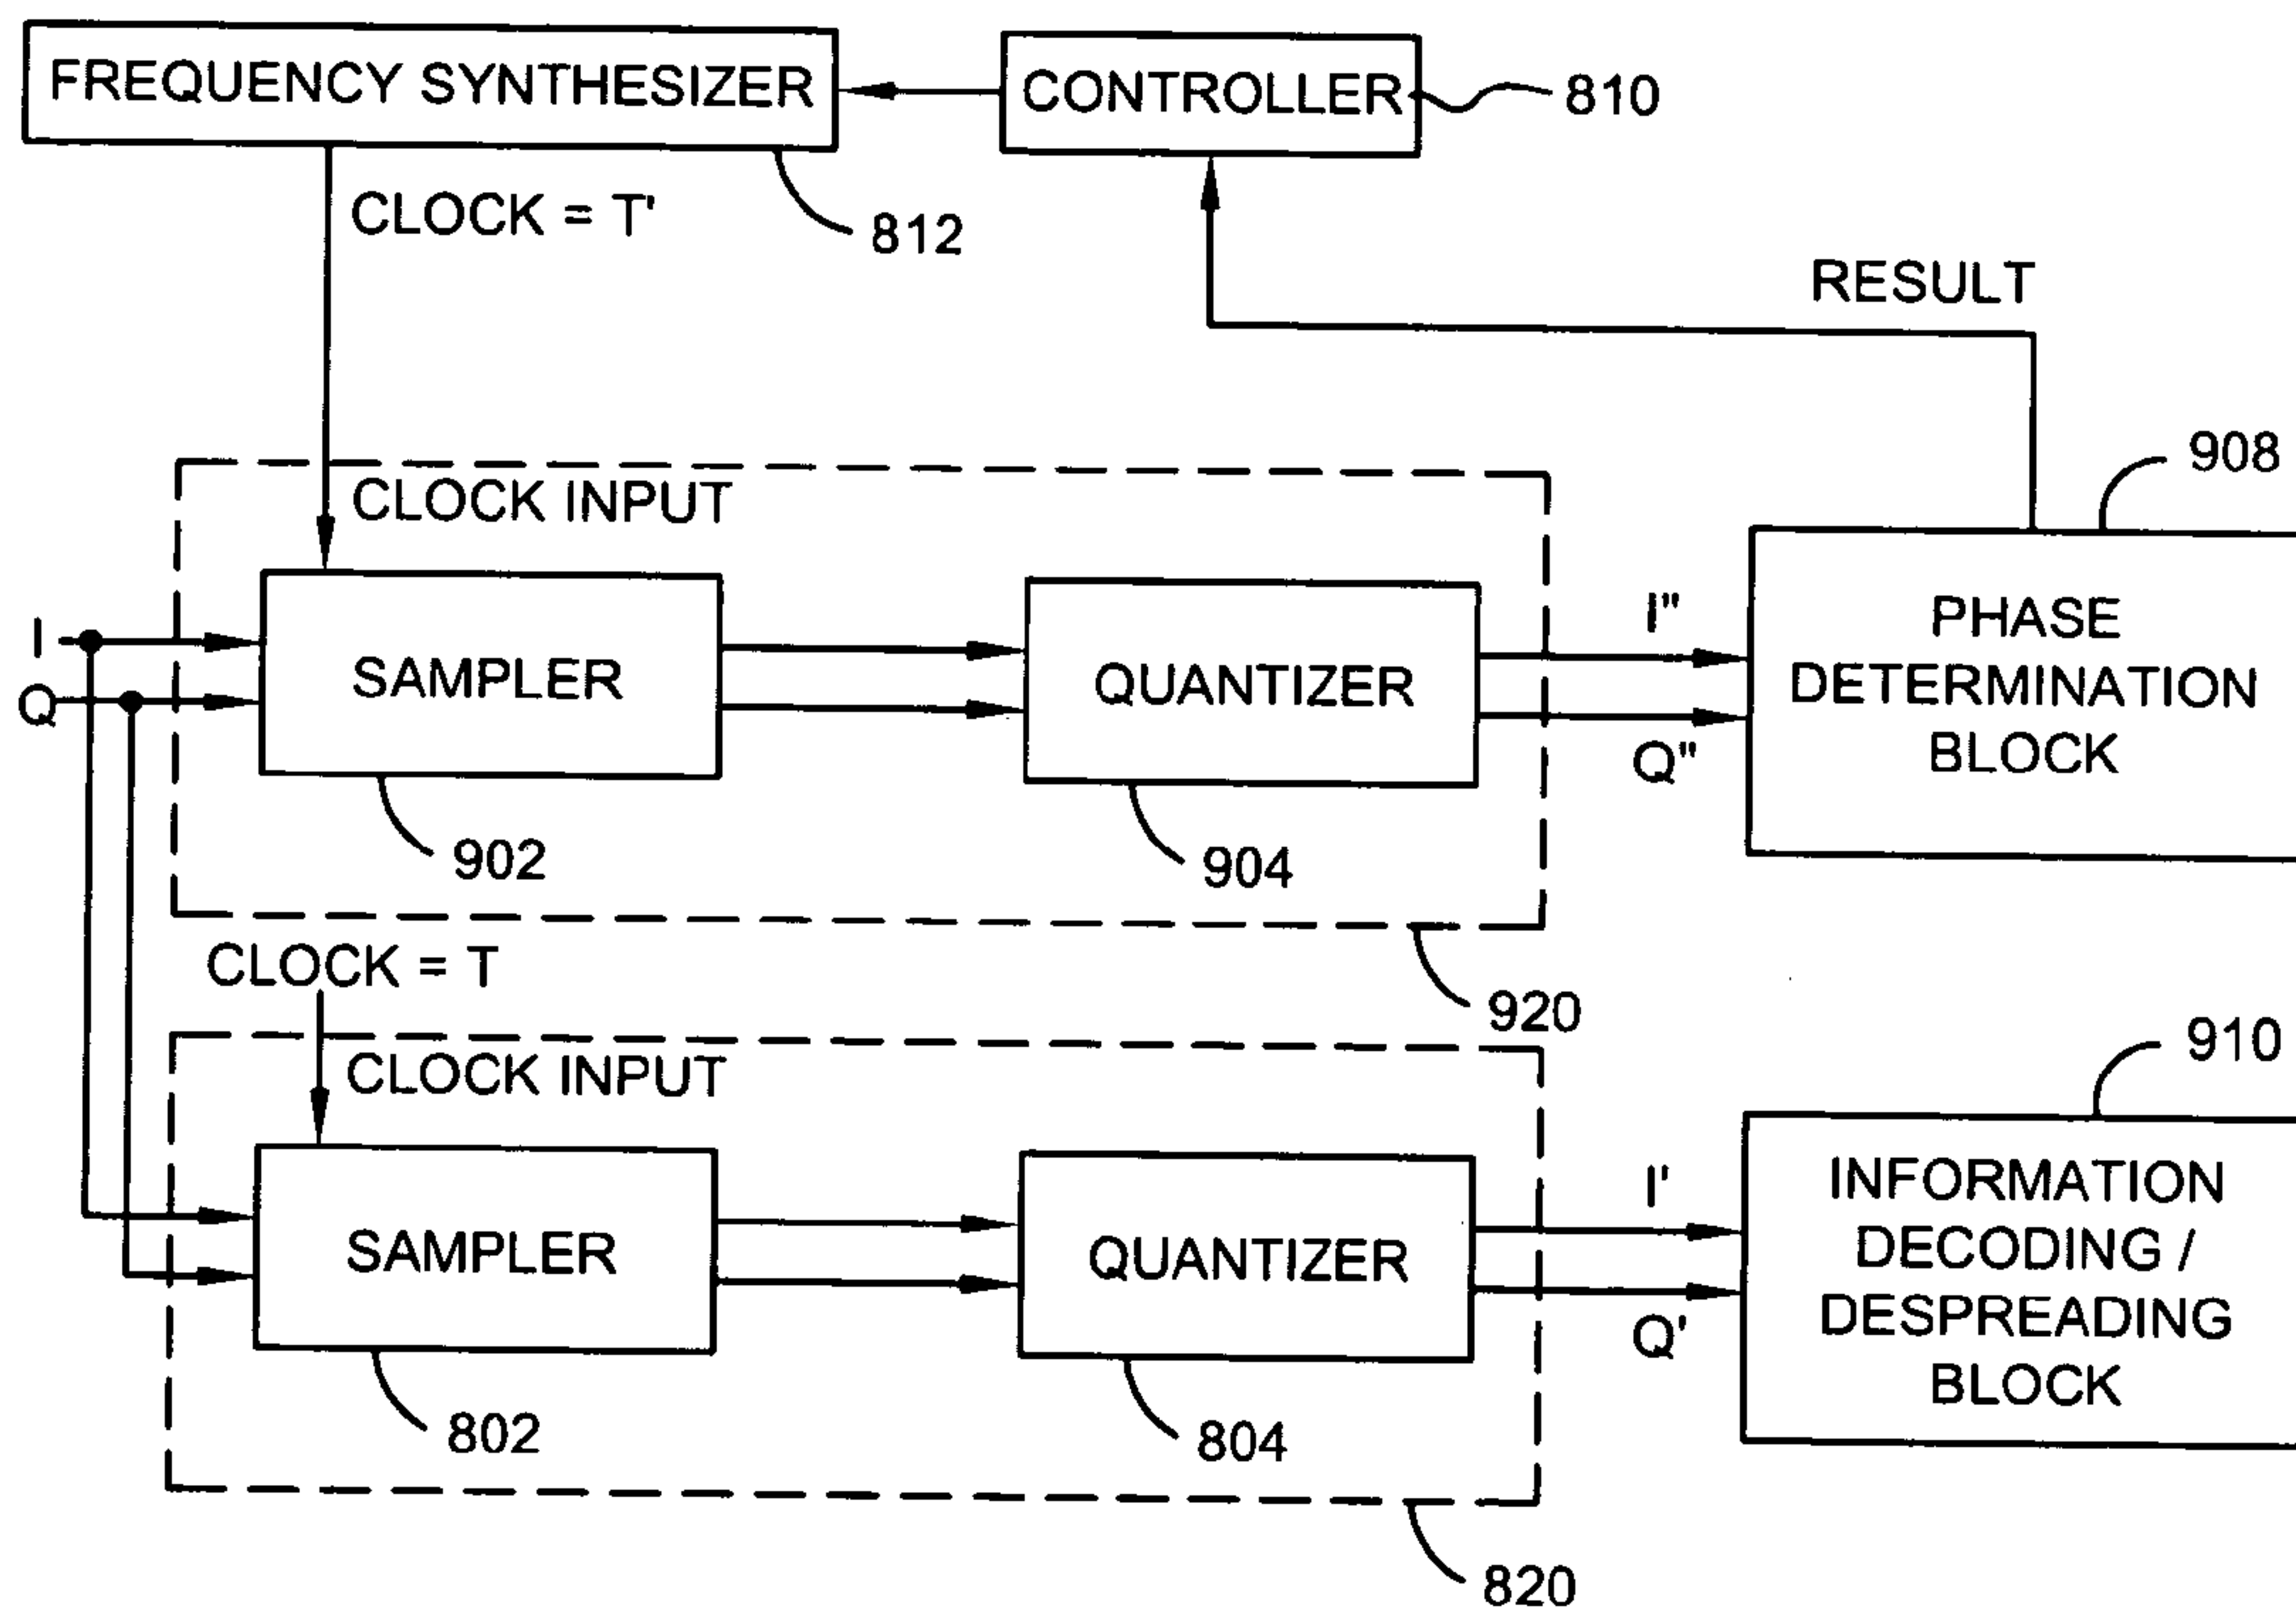 FREQUENCY SYNTHESIZER
CONTROLLER
810
CLOCK = T'
812
RESULT
908
CLOCK INPUT
I
Q
SAMPLER
QUANTIZER
I"
Q"
PHASE
DETERMINATION
BLOCK
902
904
CLOCK = T
920
910
CLOCK INPUT
SAMPLER
QUANTIZER
I'
Q'
INFORMATION
DECODING /
DESPREADING
BLOCK
802
804
820